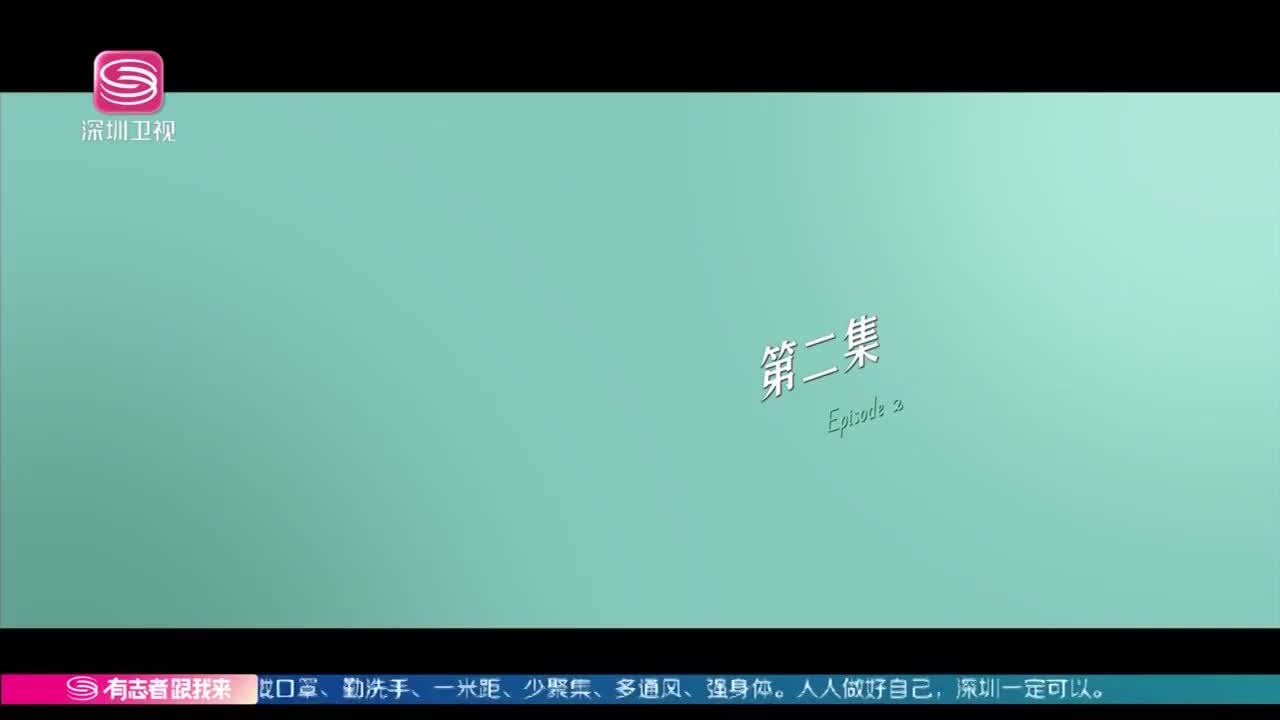 深圳卫视
第二集
Episode 2
有志者跟我来
口罩、勤洗手、一米距、少聚集、多通风、强身体。人人做好自己，深圳一定可以。